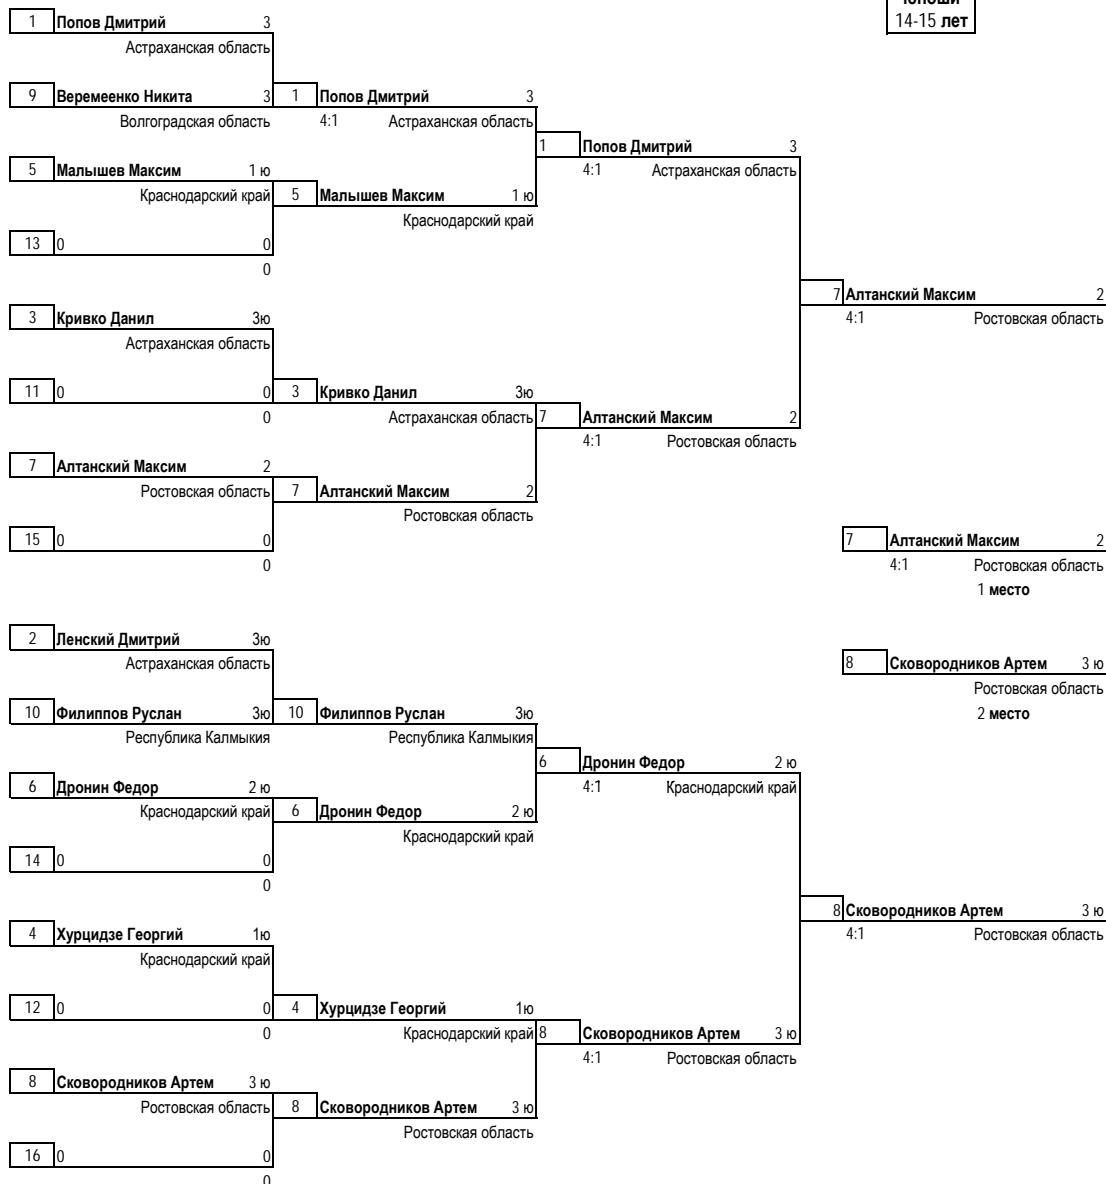 юноши
14-15 лет
1 Попов Дмитрий 3
Астраханская область
9 Веремеенко Никита 3 1 Попов Дмитрий 3
Волгоградская область 4:1 Астраханская область
1 Попов Дмитрий 3
5 Малышев Максим 1 ю 4:1 Астраханская область
Краснодарский край 5 Малышев Максим 1 ю
Краснодарский край
13 0 0
0
7 Алтанский Максим 2
3 Кривко Данил 3ю 4:1 Ростовская область
Астраханская область
11 0 0 3 Кривко Данил 3ю
0 Астраханская область 7 Алтанский Максим 2
4:1 Ростовская область
7 Алтанский Максим 2
Ростовская область 7 Алтанский Максим 2
Ростовская область
15 0 0 7 Алтанский Максим 2
0 4:1 Ростовская область
1 место
2 Ленский Дмитрий 3ю
Астраханская область 8 Сковородников Артем 3 ю
Ростовская область
10 Филиппов Руслан 3ю 10 Филиппов Руслан 3ю 2 место
Республика Калмыкия Республика Калмыкия
6 Дронин Федор 2 ю
6 Дронин Федор 2 ю 4:1 Краснодарский край
Краснодарский край 6 Дронин Федор 2 ю
Краснодарский край
14 0 0
0
8 Сковородников Артем 3 ю
4 Хурцидзе Георгий 1ю 4:1 Ростовская область
Краснодарский край
12 0 0 4 Хурцидзе Георгий 1ю
0 Краснодарский край 8 Сковородников Артем 3 ю
4:1 Ростовская область
8 Сковородников Артем 3 ю
Ростовская область 8 Сковородников Артем 3 ю
Ростовская область
16 0 0
0